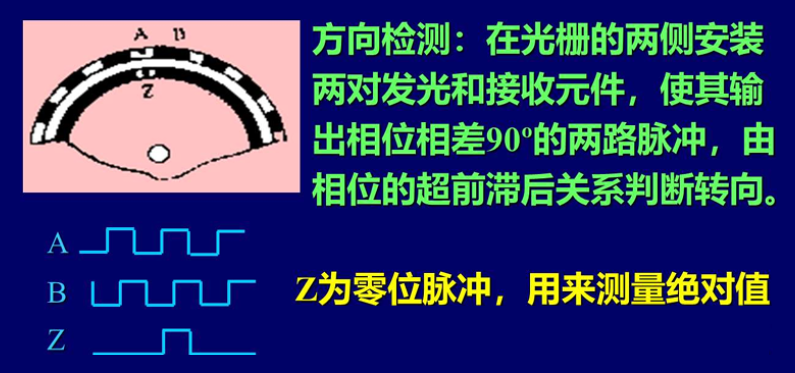 A B
Z
方向检测：在光栅的两侧安装
两对发光和接收元件，使其输
出相位相差90º的两路脉冲，由
相位的超前滞后关系判断转向。
A
B
Z
Z为零位脉冲，用来测量绝对值